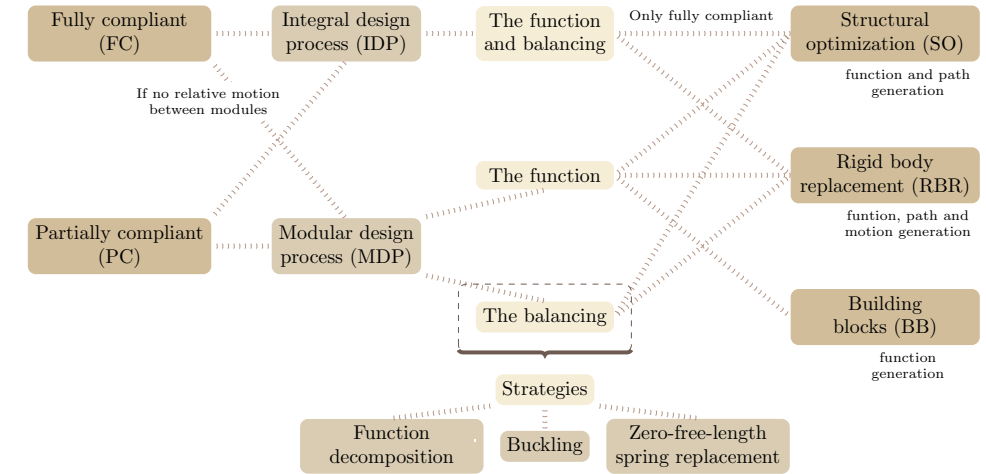 Fully compliant
(FC)
Integral design
process (IDP)
The function
and balancing
Only fully compliant
Structural
optimization (SO)
function and path
generation
If no relative motion
between modules
The function
Rigid body
replacement (RBR)
funtion, path and
motion generation
Partially compliant
(PC)
Modular design
process (MDP)
The balancing
Building
blocks (BB)
function
generation
Strategies
Function
decomposition
Buckling
Zero-free-length
spring replacement